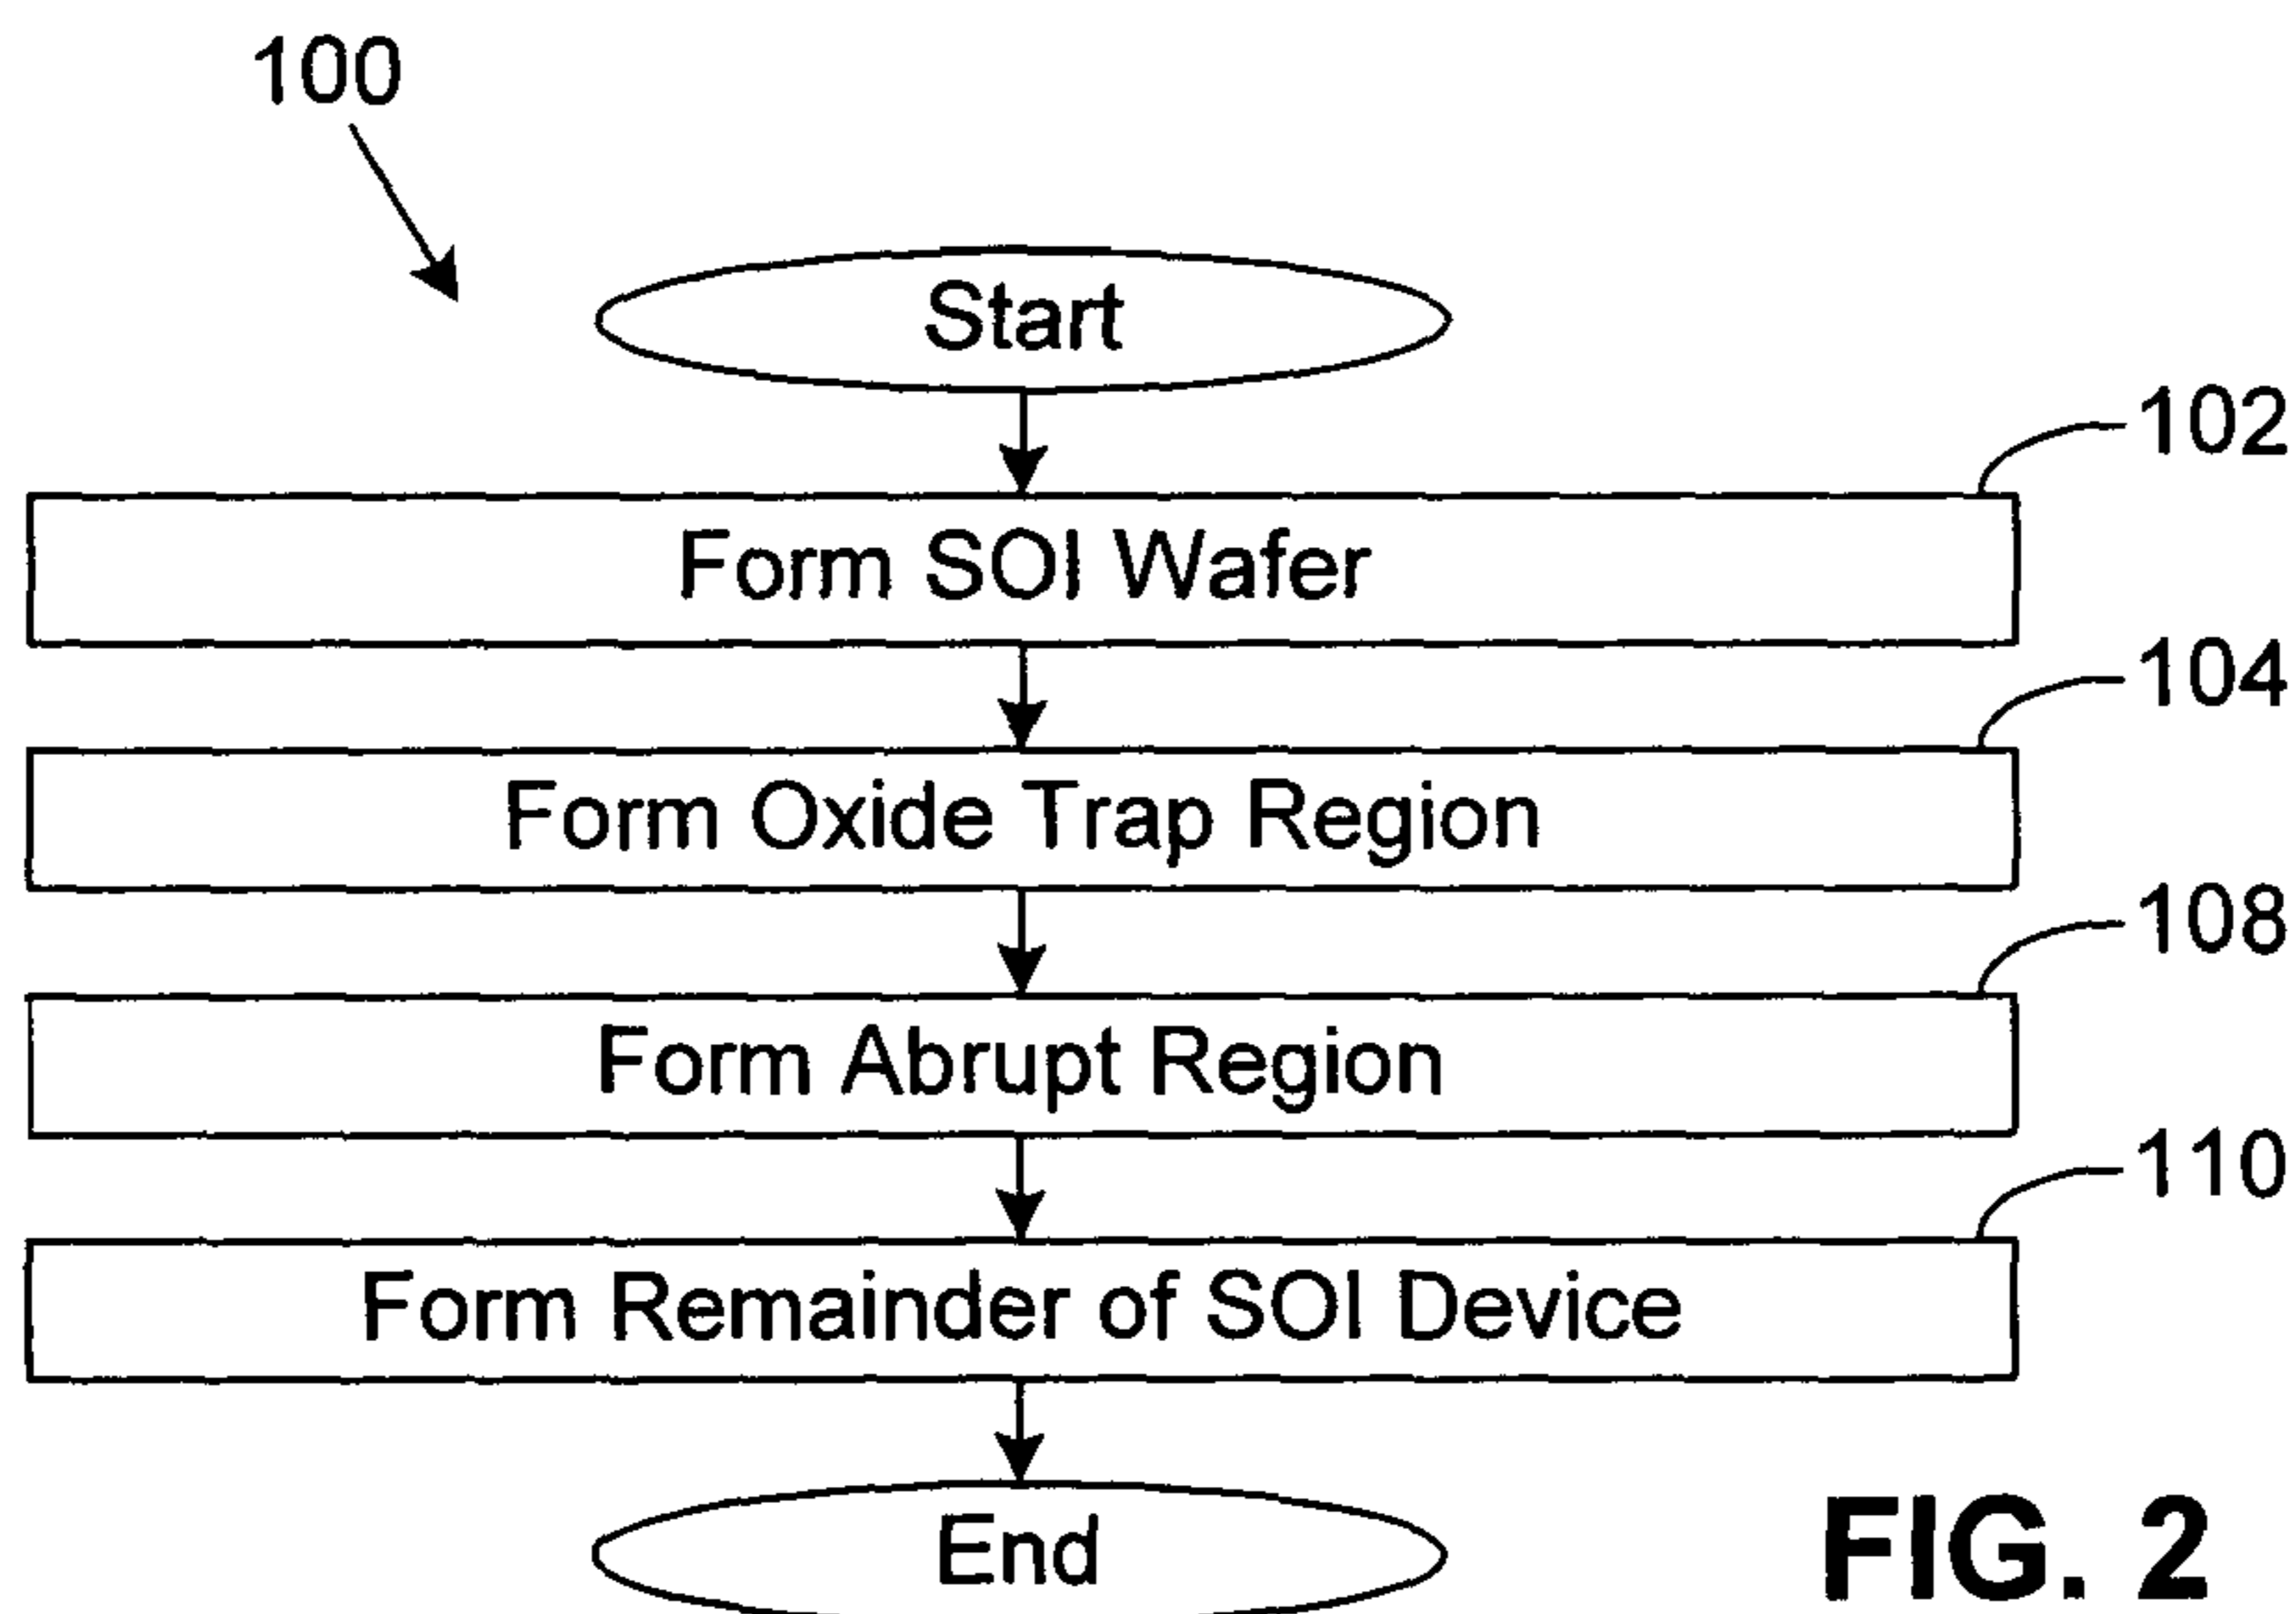 100
Start
102
Form SOI Wafer
104
Form Oxide Trap Region
108
Form Abrupt Region
110
Form Remainder of SOI Device
End
FIG. 2